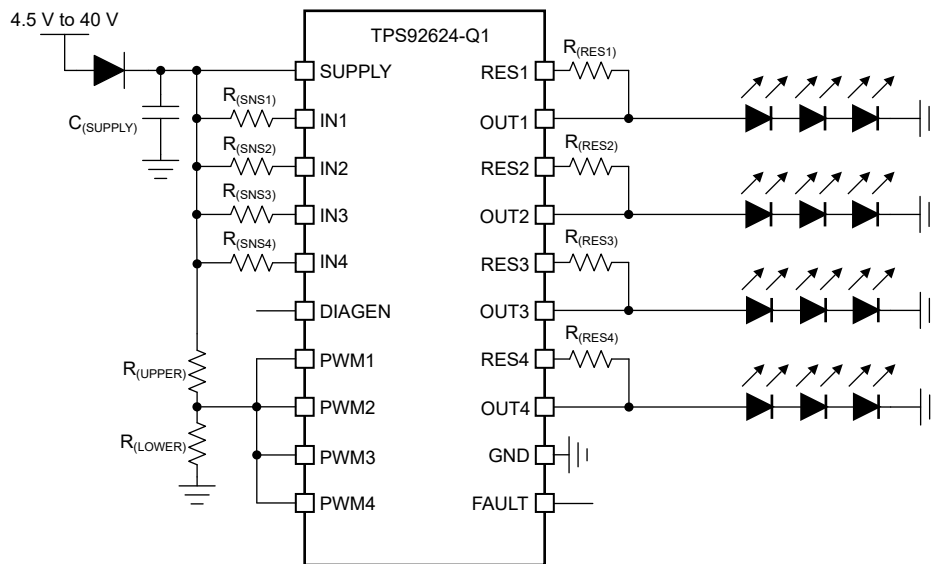 4.5 V to 40 V
TPS92624-Q1
R(RES1)
SUPPLY
RES1
R(SNS1)
C(SUPPLY)
IN1
OUT1
R(SNS2)
R(RES2)
IN2
RES2
R(SNS3)
IN3
OUT2
R(SNS4)
R(RES3)
IN4
RES3
DIAGEN
OUT3
R(RES4)
R(UPPER)
PWM1
RES4
PWM2
OUT4
R(LOWER)
PWM3
GND
PWM4
FAULT